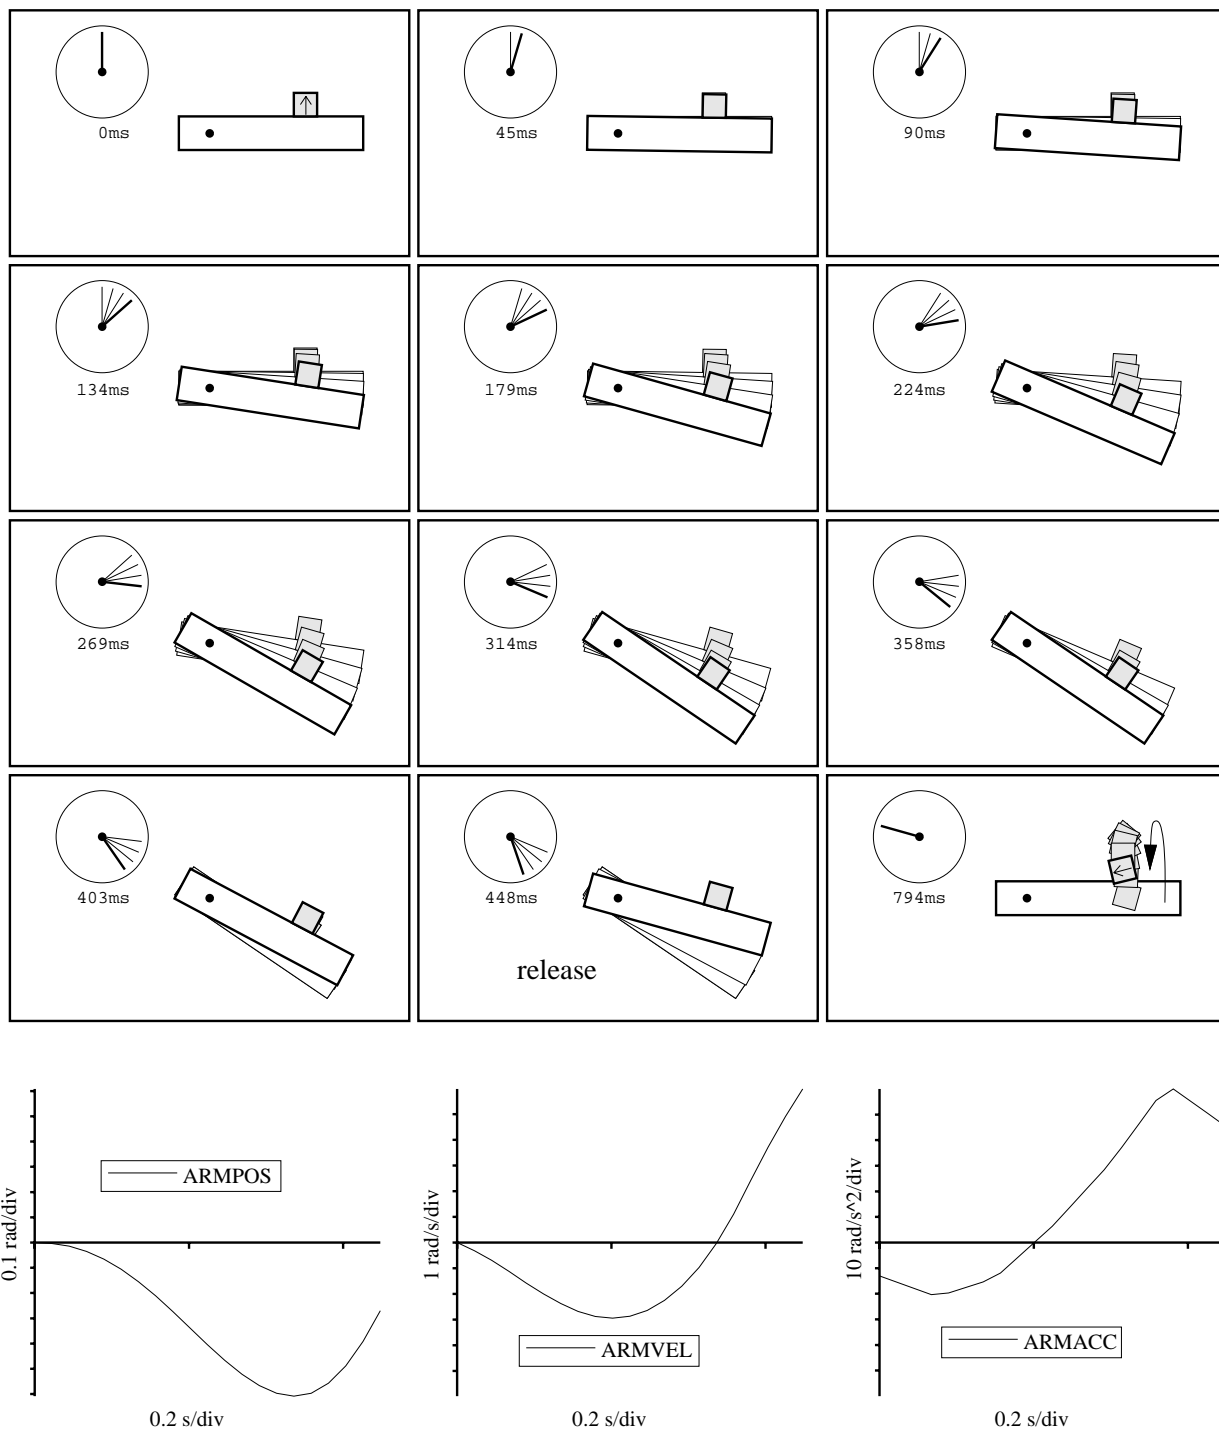 0ms
45ms
90ms
134ms
179ms
224ms
269ms
314ms
358ms
403ms
448ms
release
794ms
0.1 rad/div
ARMPOS
0.2 s/div
1 rad/s/div
ARMVEL
0.2 s/div
10 rad/s^2/div
ARMACC
0.2 s/div